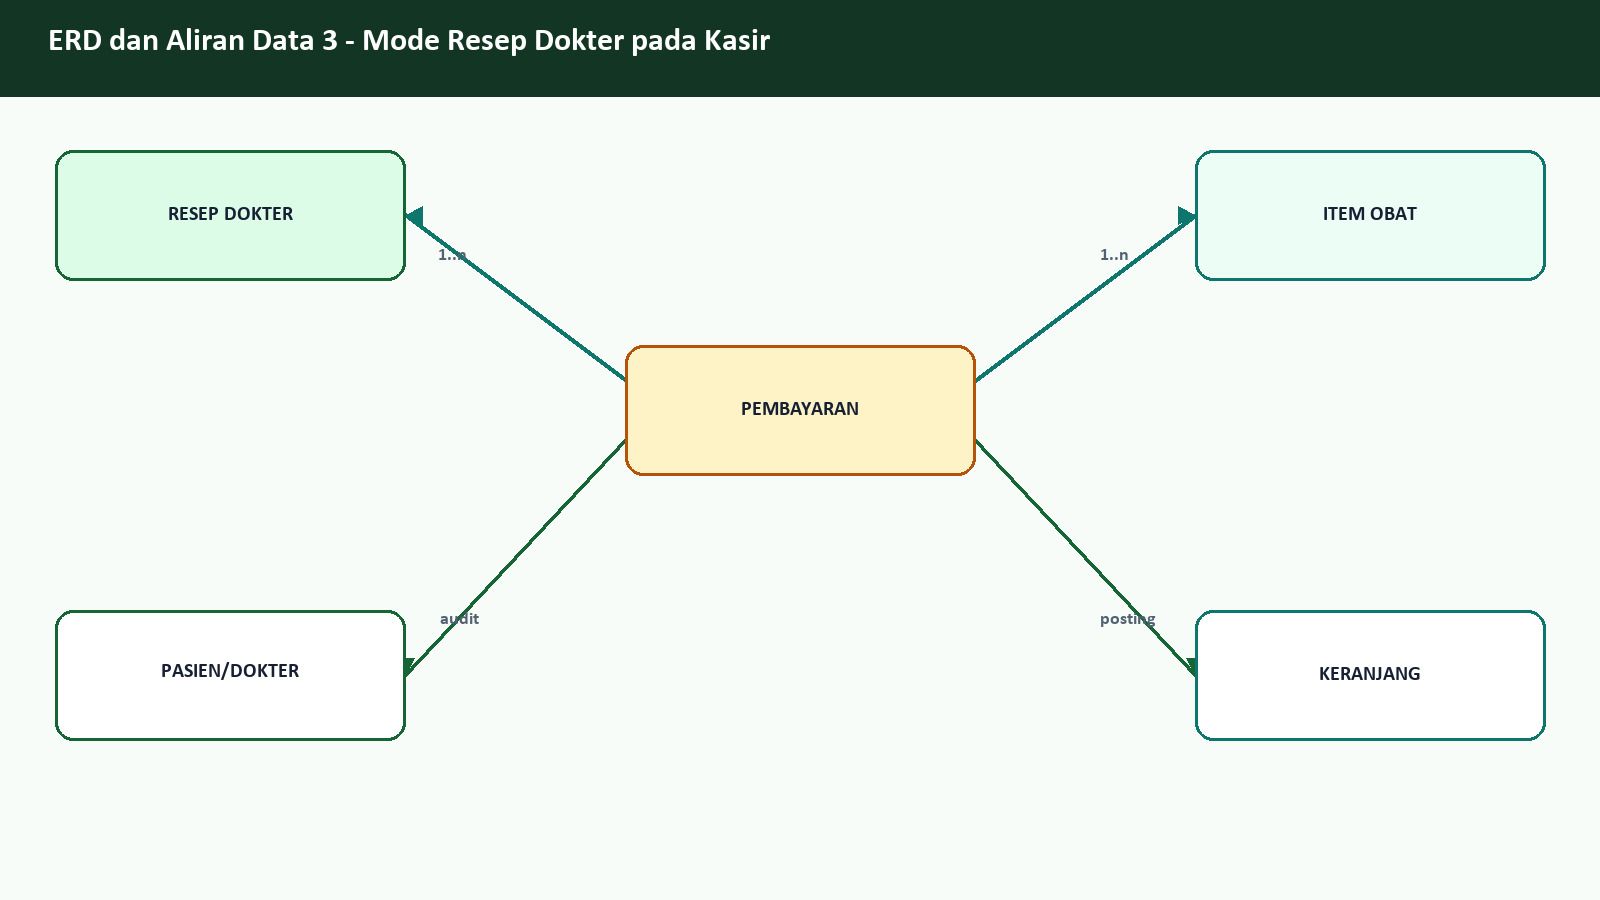 ERD dan Aliran Data 3 - Mode Resep Dokter pada Kasir
RESEP DOKTER
ITEM OBAT
1..n
1..n
PEMBAYARAN
audit
posting
PASIEN/DOKTER
KERANJANG